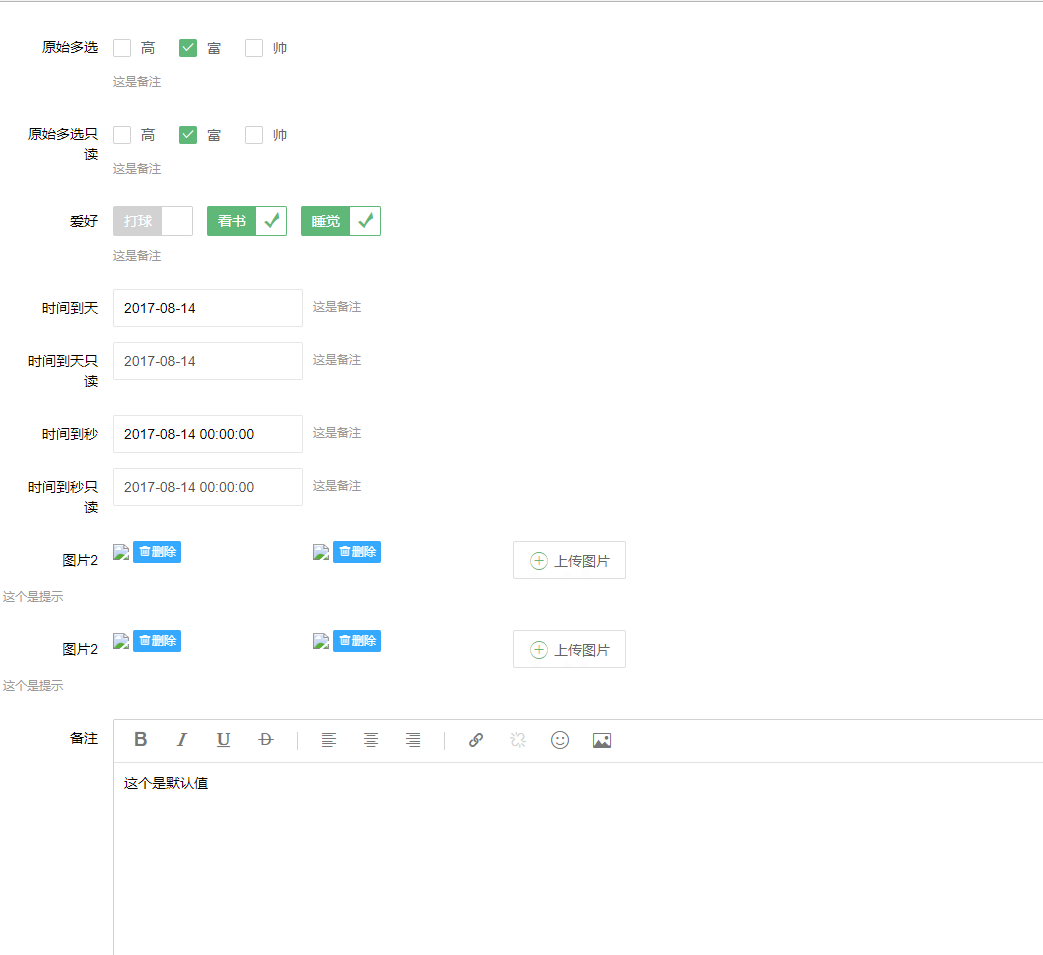 原始多选 高 富 帅
这是备注
原始多选只 高 富 帅
读
这是备注
爱好 打球 看书 睡觉
这是备注
时间到天 2017-08-14 这是备注
时间到天只 2017-08-14 这是备注
读
时间到秒 2017-08-14 00:00:00 这是备注
时间到秒只 2017-08-14 00:00:00 这是备注
读
图片2 删除 删除 上传图片
这个是提示
图片2 删除 删除 上传图片
这个是提示
备注 B I U D
这个是默认值